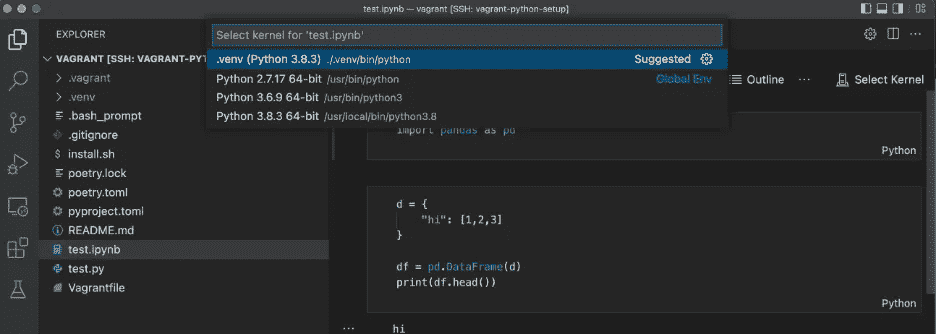 test.ipynb — vagrant [SSH: vagrant-python-setup]
EXPLORER
VAGRANT [SSH: VAGRANT-PYT
.vagrant
.venv
.bash_prompt
.gitignore
install.sh
poetry.lock
poetry.toml
pyproject.toml
README.md
test.ipynb
test.py
Vagrantfile
Select kernel for 'test.ipynb'
.venv (Python 3.8.3) ./.venv/bin/python Suggested
Python 2.7.17 64-bit /usr/bin/python Global Env
Python 3.6.9 64-bit /usr/bin/python3
Python 3.8.3 64-bit /usr/local/bin/python3.8
Outline ··· Select Kernel
import pandas as pd
Python
d = {
"hi": [1,2,3]
}
df = pd.DataFrame(d)
print(df.head())
Python
hi